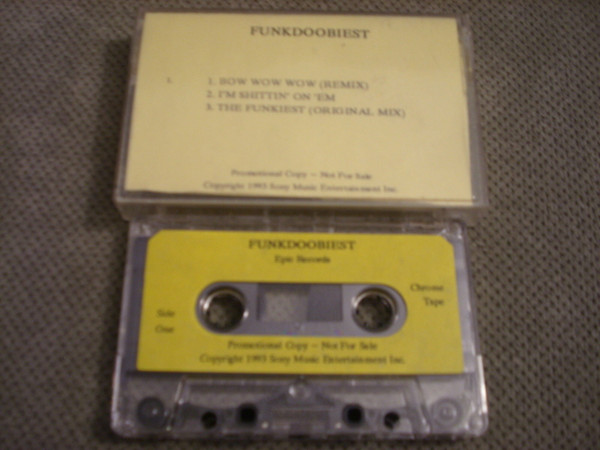 FUNKDOOBIEST
1. 1. BOW WOW WOW (REMIX)
2. I'M SHITTIN' ON 'EM
3. THE FUNKIEST (ORIGINAL MIX)
Promotional Copy – Not For Sale
Copyright 1993 Sony Music Entertainment Inc.
FUNKDOOBIEST
Epic Records
Chrome
Tape
Side
One
Promotional Copy – Not For Sale
Copyright 1993 Sony Music Entertainment Inc.